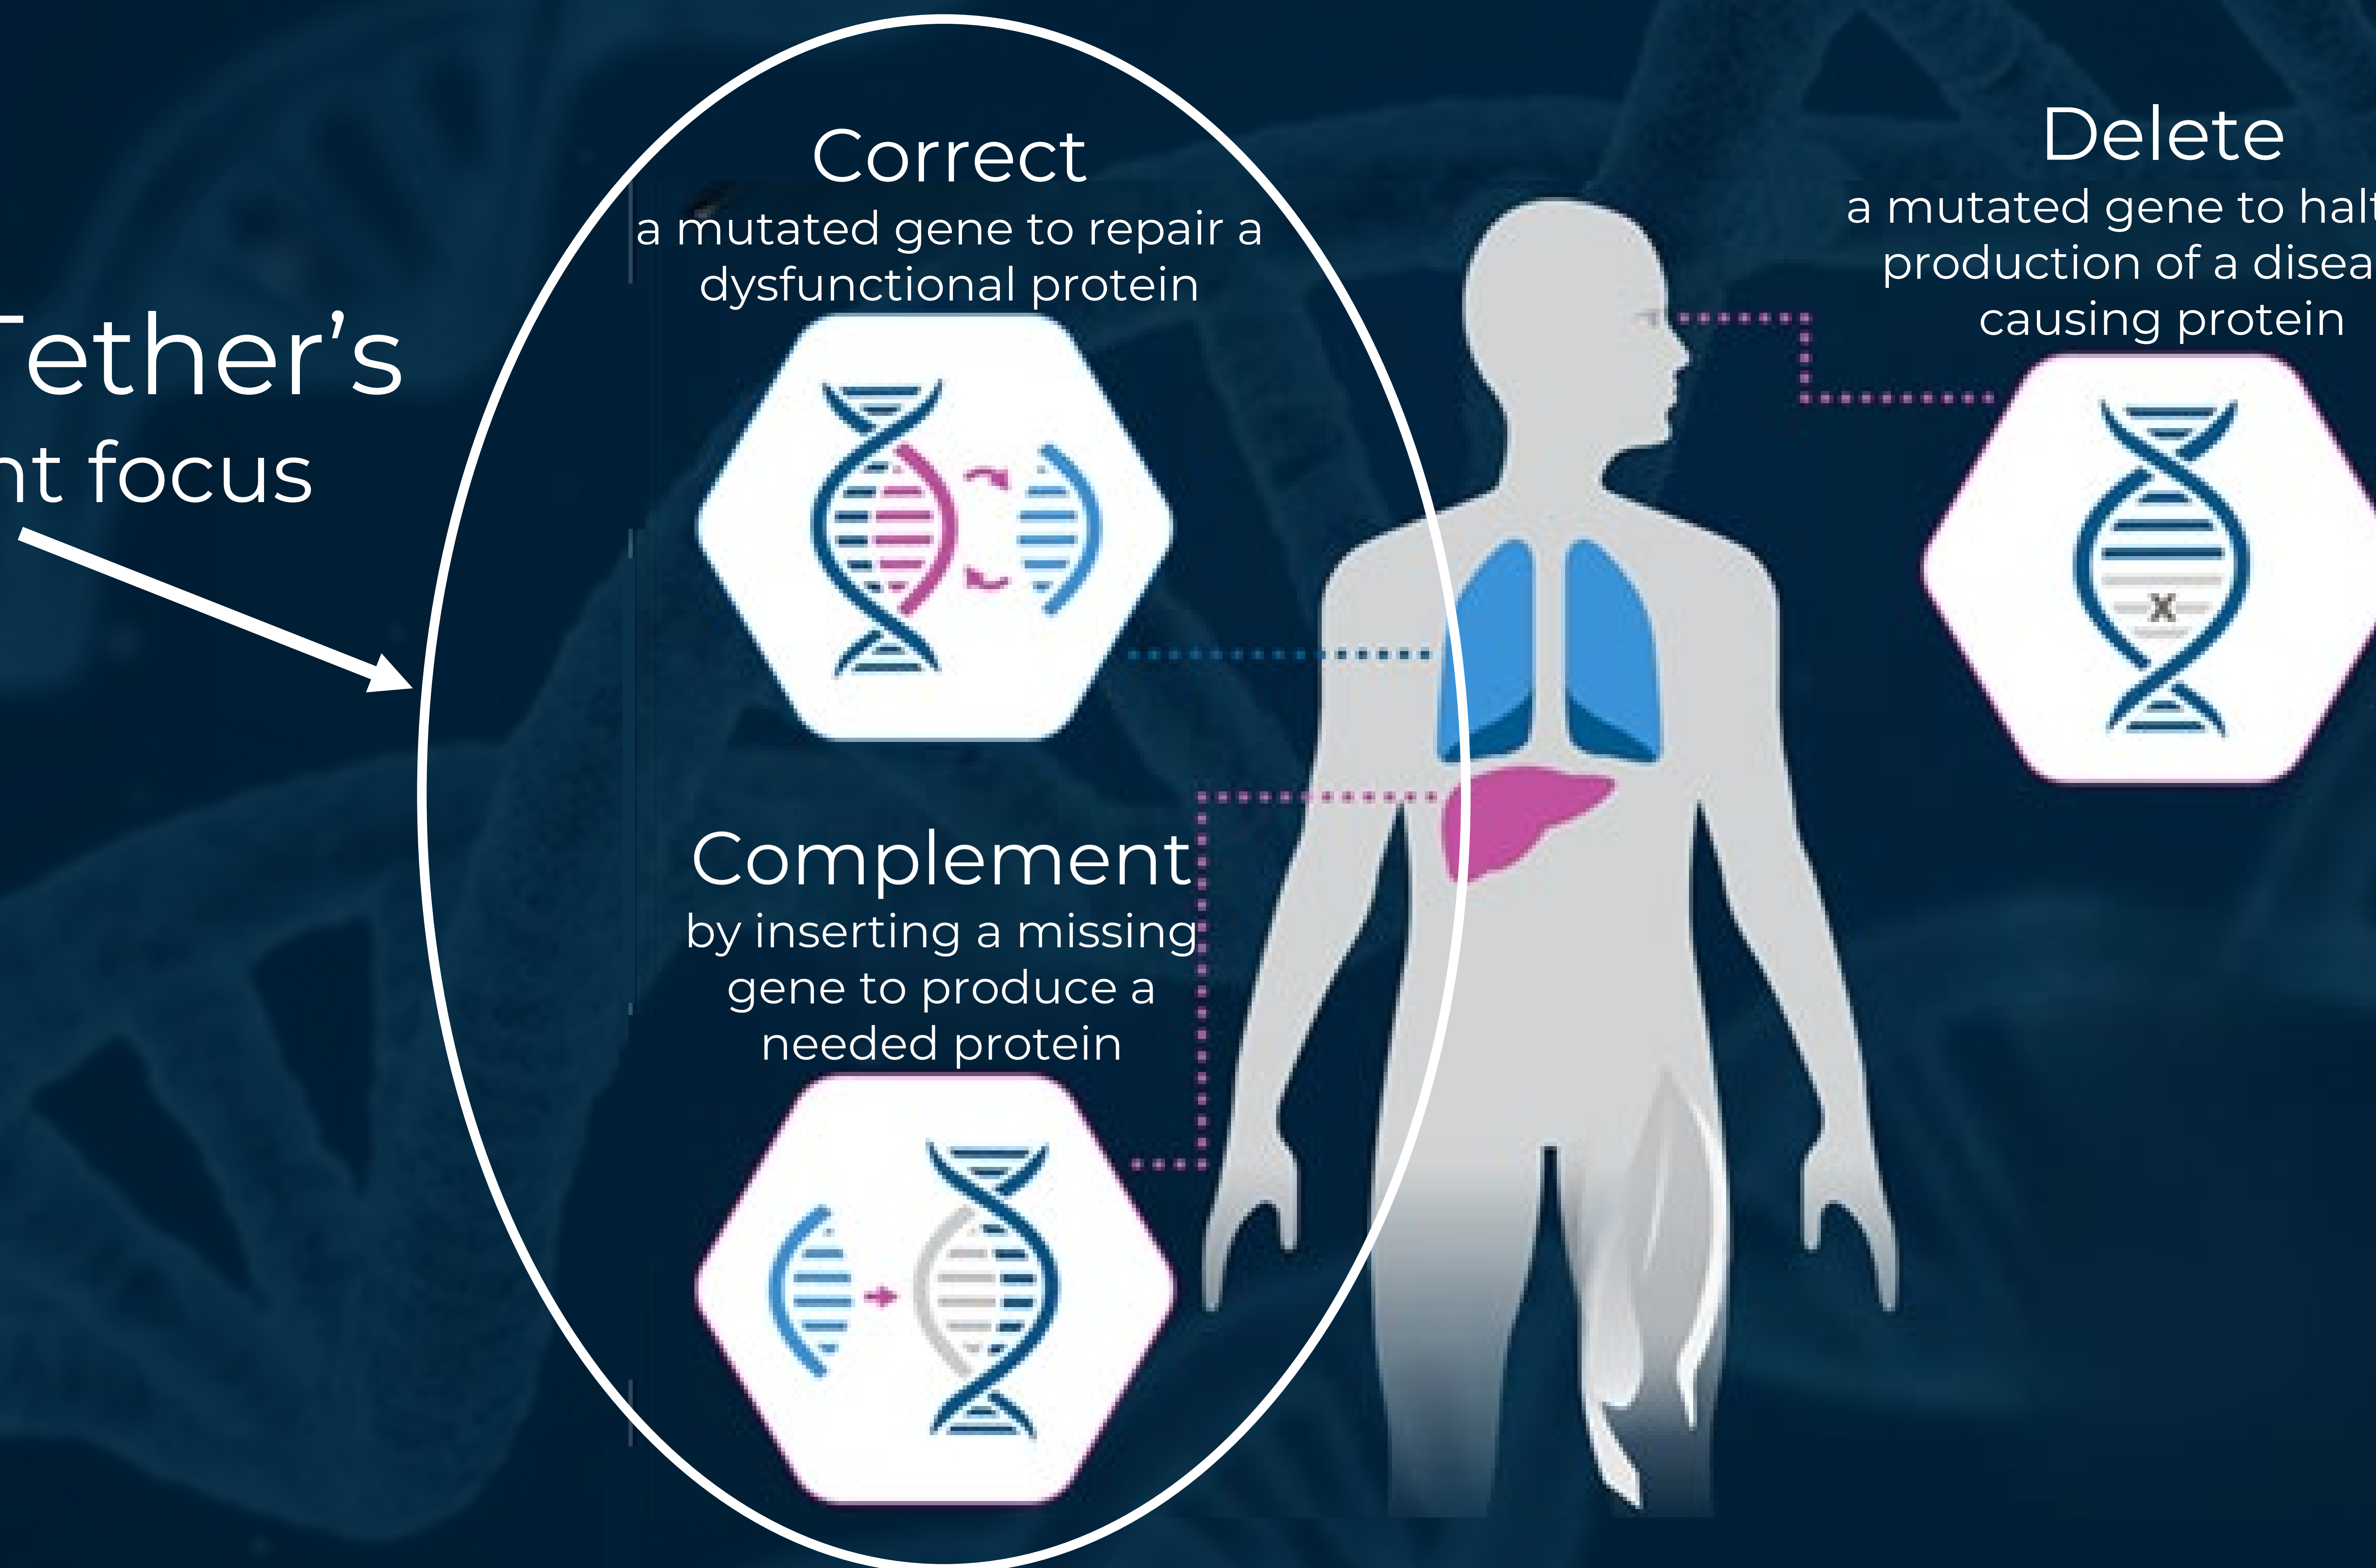 Tether's
nt focus
Correct
a mutated gene to repair a
dysfunctional protein
Complement
by inserting a missing
gene to produce a
needed protein
Delete
a mutated gene to halt
production of a disea
causing protein
X